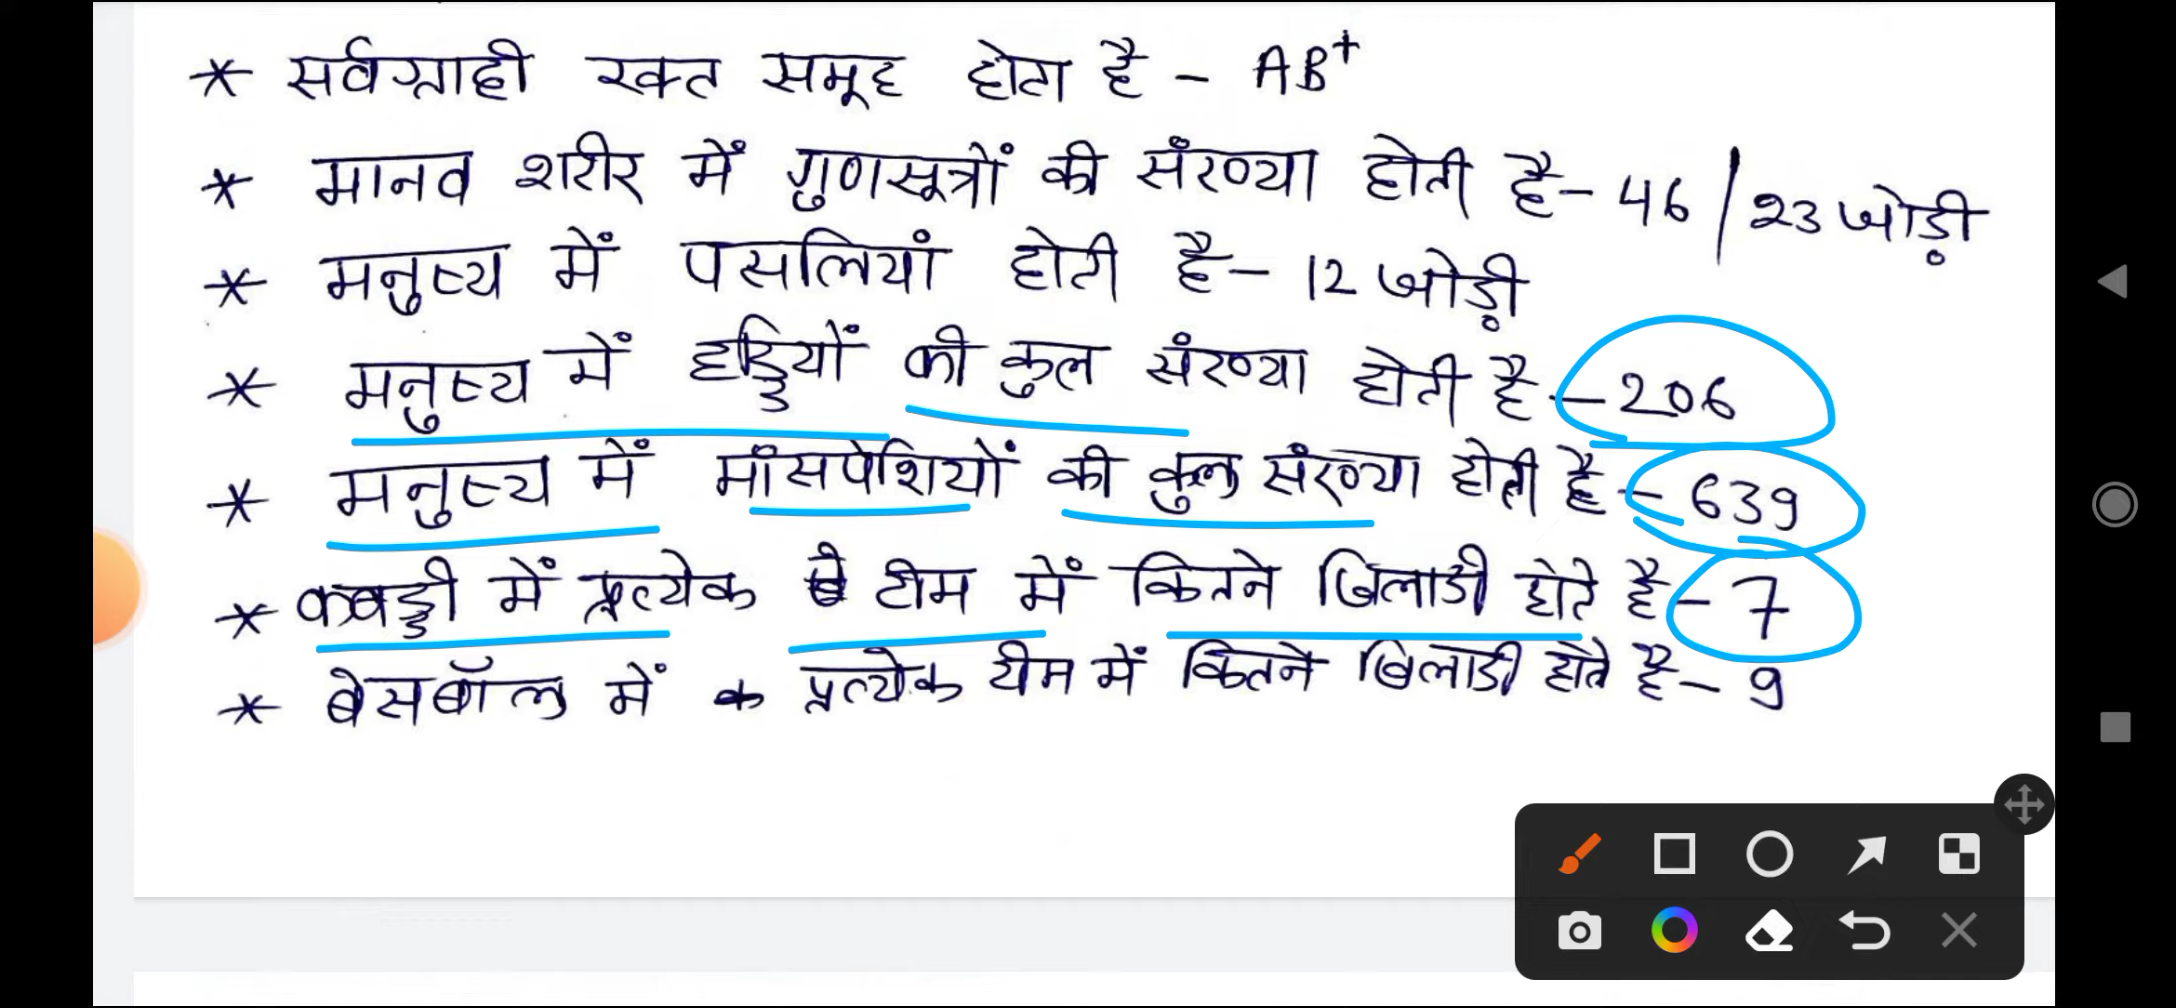 * सर्वग्राही रक्त समूह होता है - AB+
* मानव शरीर में गुणसूत्रों की संख्या होती है - 46 / 23 जोड़ी
* मनुष्य में पसलियां होती है - 12 जोड़ी
* मनुष्य में हड्डियों की कुल संख्या होती है - 206
* मनुष्य में मांसपेशियों की कुल संख्या होती है - 639
* कबड्डी में प्रत्येक टीम में कितने खिलाडी होते है - 7
* बेसबॉल में प्रत्येक टीम में कितने खिलाडी होते है - 9